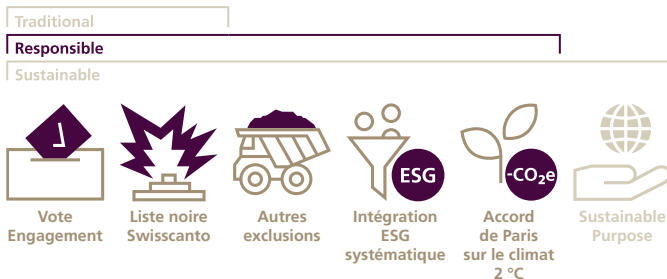 Traditional
Responsible
Sustainable
ESG
-CO₂e
Vote
Engagement
Liste noire
Swisscanto
Autres
exclusions
Intégration
ESG
systématique
Accord
de Paris
sur le climat
2 °C
Sustainable
Purpose